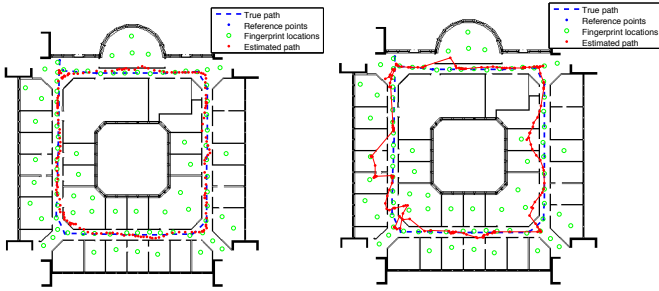 True path
Reference points
Fingerprint locations
Estimated path
True path
Reference points
Fingerprint locations
Estimated path